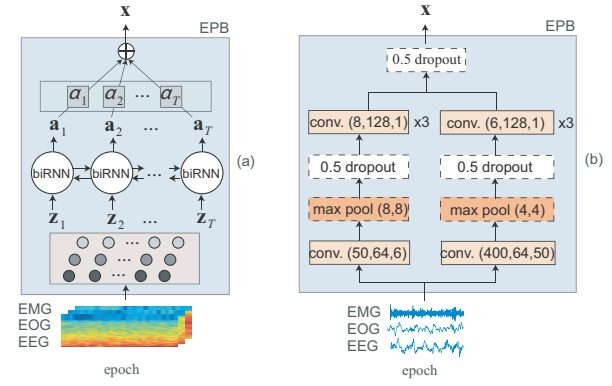 x
EPB
α1 α2 ... αT
a1 a2 ... aT
biRNN biRNN ... biRNN
(a)
z1 z2 ... zT
...
...
...
EMG
EOG
EEG
epoch
x
EPB
0.5 dropout
conv. (8,128,1) x3 conv. (6,128,1) x3
0.5 dropout 0.5 dropout
(b)
max pool (8,8) max pool (4,4)
conv. (50,64,6) conv. (400,64,50)
EMG
EOG
EEG
epoch